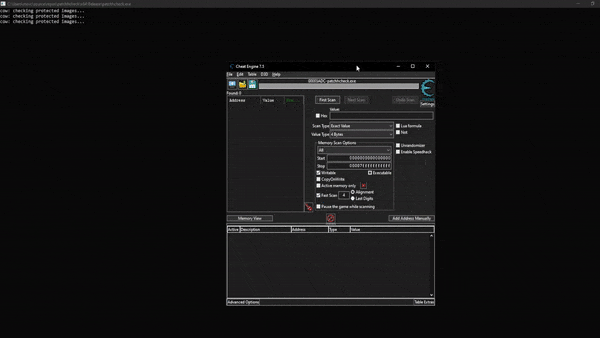 cow: checking protected images...
cow: checking protected images...
cow: checking protected images...
Cheat Engine 7.5
File Edit Table D3D Help
000054DC-patchcheck.exe
Found: 0
Address Value
First Scan Next Scan Undo Scan
Settings
Value:
Hex
Scan Type Exact Value
Lua formula
Not
Value Type 4 Bytes
Memory Scan Options
All
Unrandomizer
Enable Speedhack
Start 0000000000000000
Stop 00007fffffffffff
Writable Executable
CopyOnWrite
Active memory only
Fast Scan 4 Alignment
Last Digits
Pause the game while scanning
Memory View Add Address Manually
Active Description Address Type Value
Advanced Options Table Extras